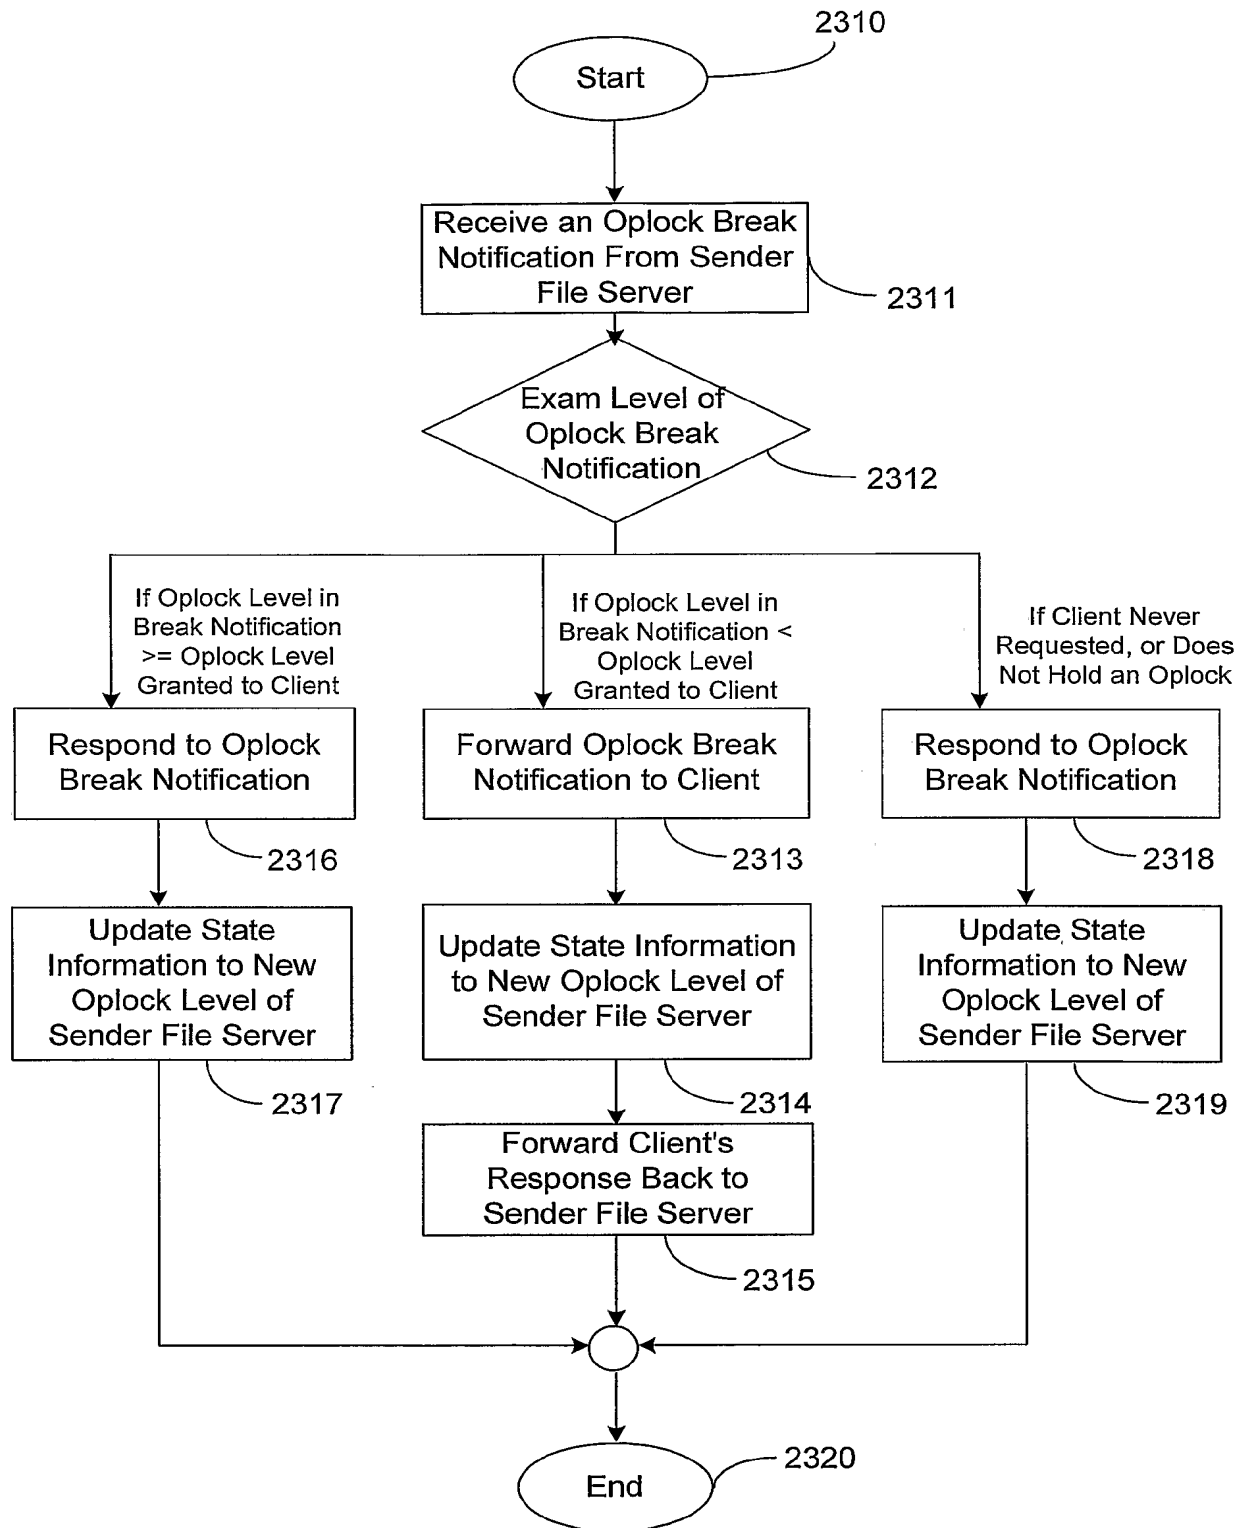 2310
Start
Receive an Oplock Break
Notification From Sender
File Server
2311
Exam Level of
Oplock Break
Notification
2312
If Oplock Level in
Break Notification
>= Oplock Level
Granted to Client
If Oplock Level in
Break Notification <
Oplock Level
Granted to Client
If Client Never
Requested, or Does
Not Hold an Oplock
Respond to Oplock
Break Notification
2316
Forward Oplock Break
Notification to Client
2313
Respond to Oplock
Break Notification
2318
Update State
Information to New
Oplock Level of
Sender File Server
2317
Update State Information
to New Oplock Level of
Sender File Server
2314
Update State
Information to New
Oplock Level of
Sender File Server
2319
Forward Client's
Response Back to
Sender File Server
2315
End
2320